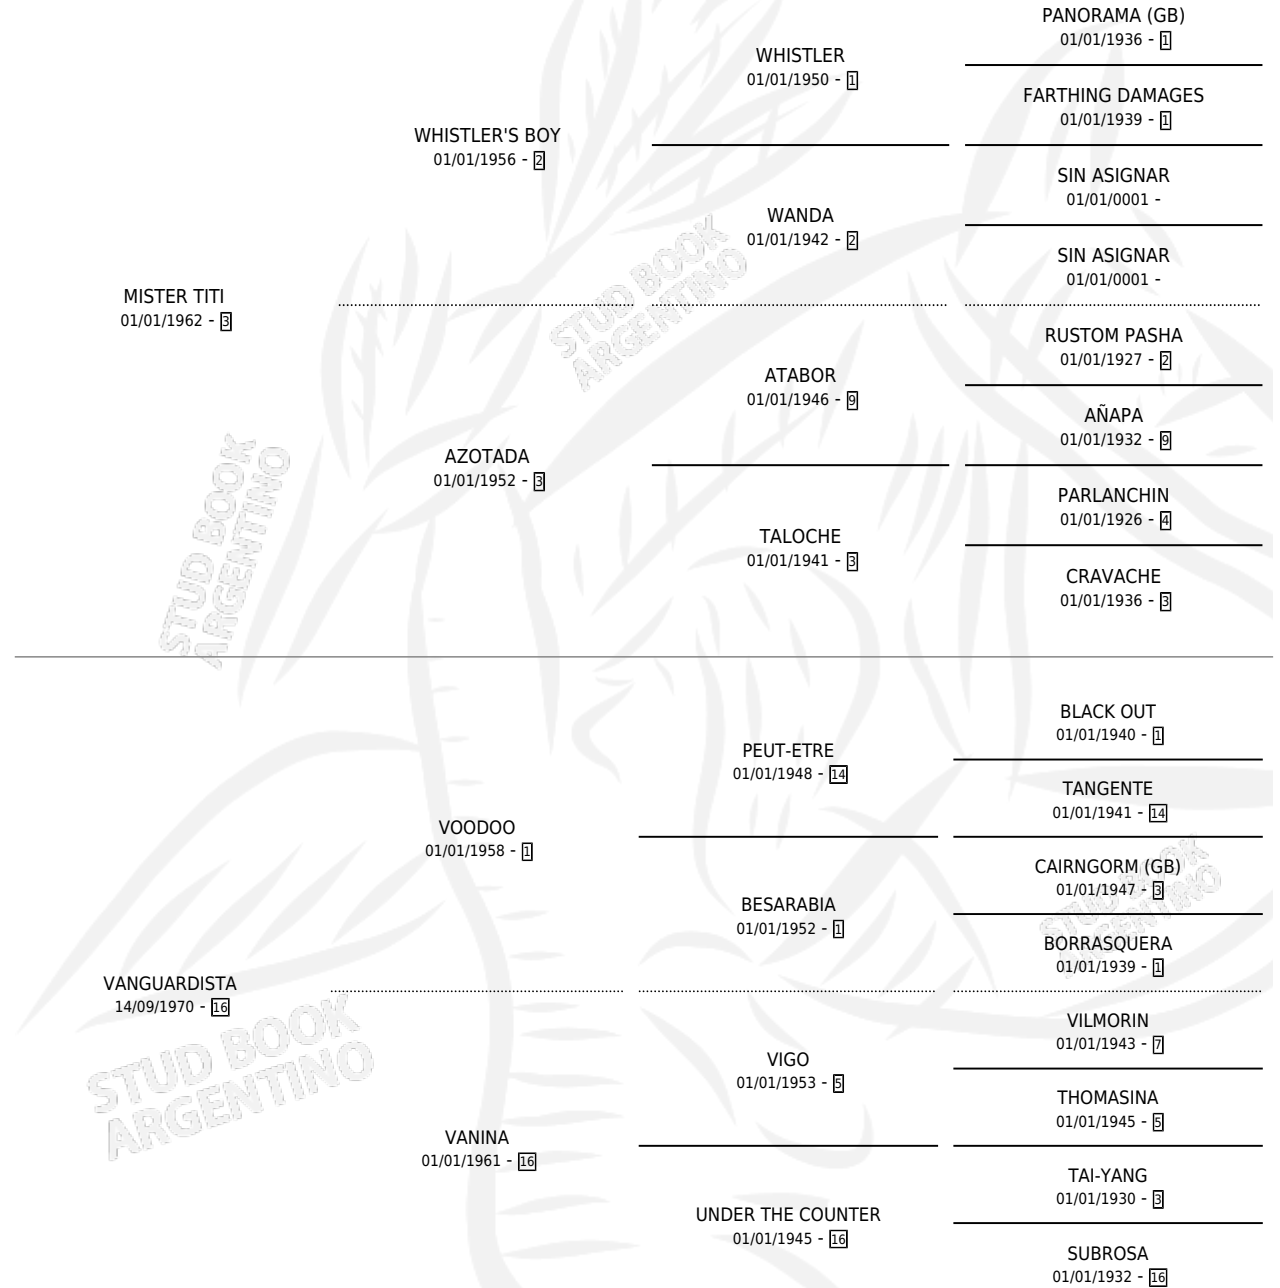 PANORAMA (GB)
01/01/1936 - 1
WHISTLER
01/01/1950 - 1
FARTHING DAMAGES
01/01/1939 - 1
WHISTLER'S BOY
01/01/1956 - 2
SIN ASIGNAR
01/01/0001 -
WANDA
01/01/1942 - 2
SIN ASIGNAR
01/01/0001 -
MISTER TITI
01/01/1962 - 3
RUSTOM PASHA
01/01/1927 - 2
ATABOR
01/01/1946 - 9
AÑAPA
01/01/1932 - 9
AZOTADA
01/01/1952 - 3
PARLANCHIN
01/01/1926 - 4
TALOCHE
01/01/1941 - 3
CRAVACHE
01/01/1936 - 3
STUD BOOK
ARGENTINO
STUD BOOK
ARGENTINO
BLACK OUT
01/01/1940 - 1
PEUT-ETRE
01/01/1948 - 14
TANGENTE
01/01/1941 - 14
VOODOO
01/01/1958 - 1
CAIRNGORM (GB)
01/01/1947 - 3
BESARABIA
01/01/1952 - 1
BORRASQUERA
01/01/1939 - 1
VANGUARDISTA
14/09/1970 - 16
VILMORIN
01/01/1943 - 7
VIGO
01/01/1953 - 5
THOMASINA
01/01/1945 - 5
VANINA
01/01/1961 - 16
TAI-YANG
01/01/1930 - 3
UNDER THE COUNTER
01/01/1945 - 16
SUBROSA
01/01/1932 - 16
STUD BOOK
ARGENTINO
STUD BOOK
ARGENTINO